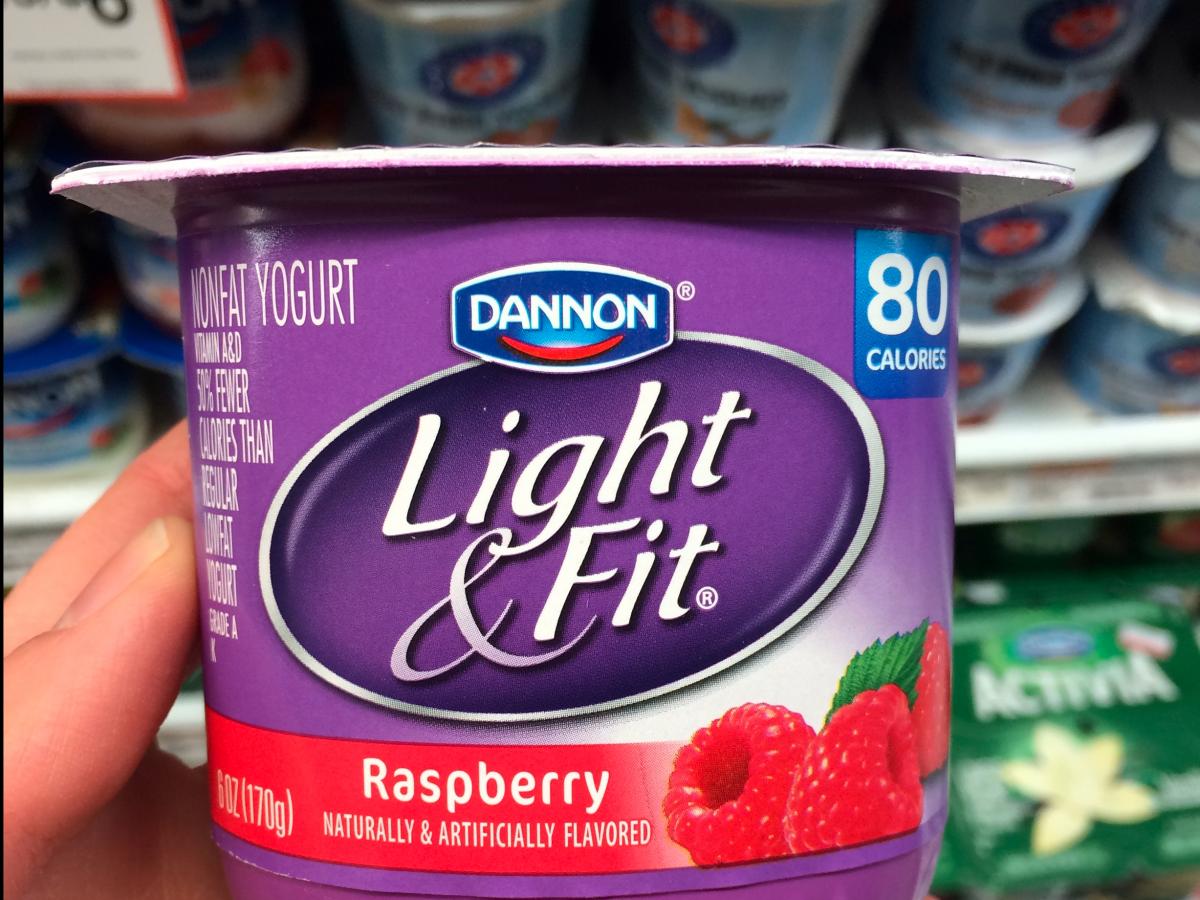 NONFAT YOGURT
VITAMIN A&D
50% FEWER
CALORIES THAN
REGULAR
LOWFAT
YOGURT
GRADE A
K
DANNON®
80
CALORIES
Light
& Fit®
Raspberry
6 OZ (170g)
NATURALLY & ARTIFICIALLY FLAVORED
ACTIVIA